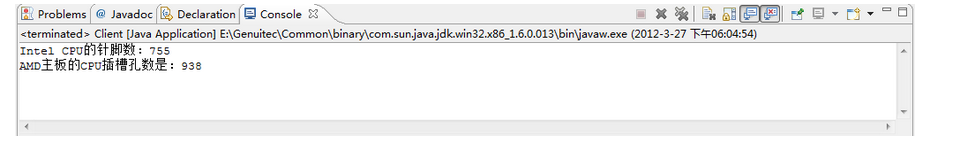 Problems @ Javadoc Declaration Console
<terminated> Client [Java Application] E:\Genuitec\Common\binary\com.sun.java.jdk.win32.x86_1.6.0.013\bin\javaw.exe (2012-3-27 下午06:04:54)
Intel CPU的针脚数：755
AMD主板的CPU插槽孔数是：938